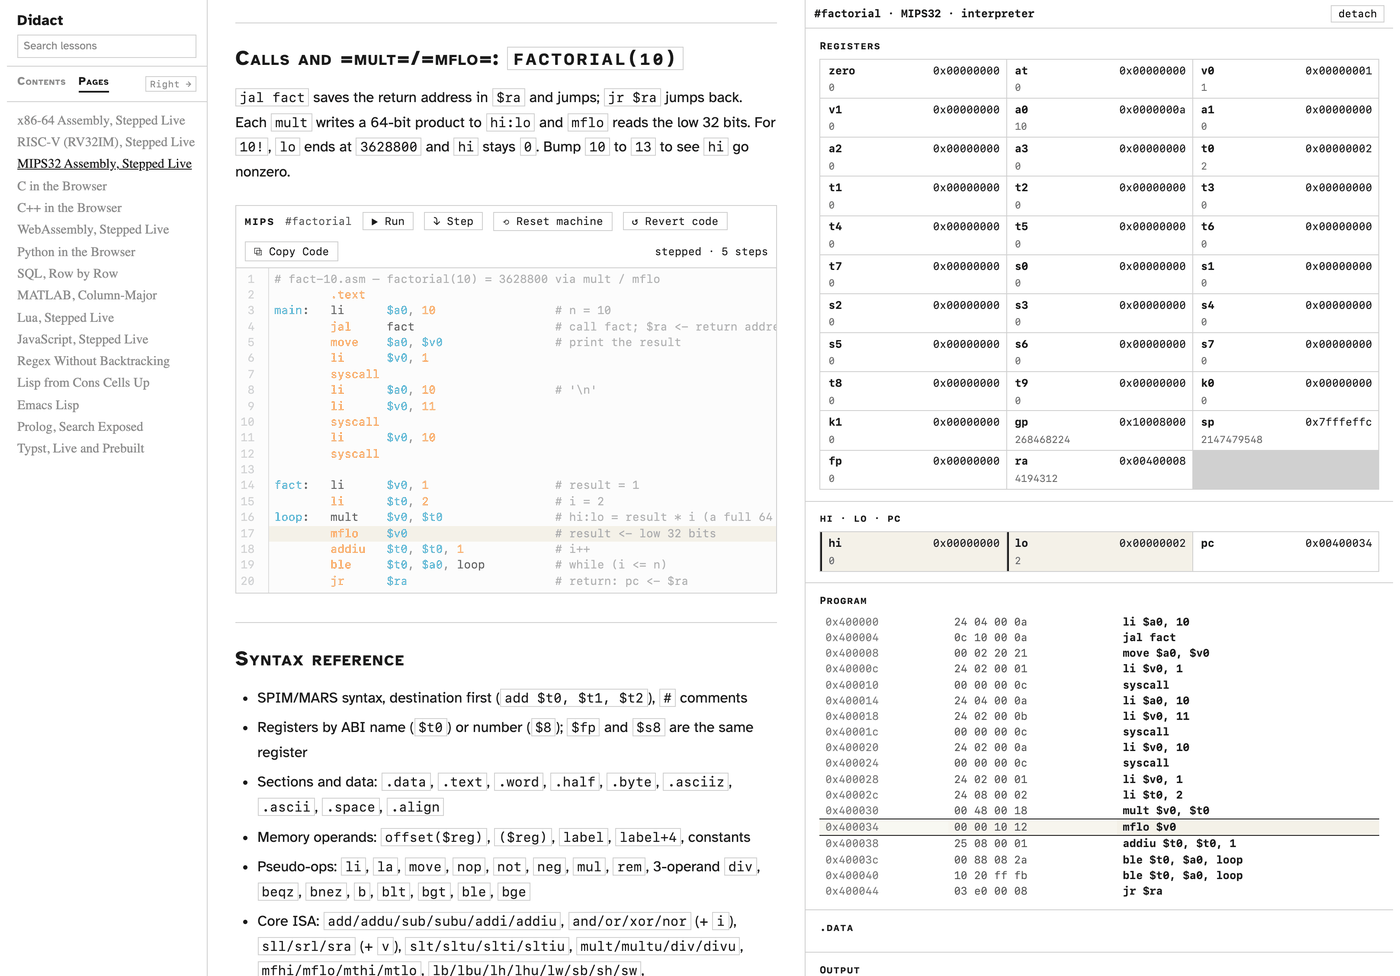 Didact
Search lessons
Contents Pages Right →
x86-64 Assembly, Stepped Live
RISC-V (RV32IM), Stepped Live
MIPS32 Assembly, Stepped Live
C in the Browser
C++ in the Browser
WebAssembly, Stepped Live
Python in the Browser
SQL, Row by Row
MATLAB, Column-Major
Lua, Stepped Live
JavaScript, Stepped Live
Regex Without Backtracking
Lisp from Cons Cells Up
Emacs Lisp
Prolog, Search Exposed
Typst, Live and Prebuilt
Calls and =mult=/=mflo=: factorial(10)
jal fact saves the return address in $ra and jumps; jr $ra jumps back.
Each mult writes a 64-bit product to hi:lo and mflo reads the low 32 bits. For
10!, lo ends at 3628800 and hi stays 0. Bump 10 to 13 to see hi go
nonzero.
MIPS #factorial ▶ Run ⤵ Step ⟲ Reset machine ↺ Revert code
⧉ Copy Code stepped · 5 steps
1 # fact-10.asm — factorial(10) = 3628800 via mult / mflo
2 .text
3 main: li $a0, 10 # n = 10
4 jal fact # call fact; $ra <- return addre
5 move $a0, $v0 # print the result
6 li $v0, 1
7 syscall
8 li $a0, 10 # '\n'
9 li $v0, 11
10 syscall
11 li $v0, 10
12 syscall
13
14 fact: li $v0, 1 # result = 1
15 li $t0, 2 # i = 2
16 loop: mult $v0, $t0 # hi:lo = result * i (a full 64
17 mflo $v0 # result <- low 32 bits
18 addiu $t0, $t0, 1 # i++
19 ble $t0, $a0, loop # while (i <= n)
20 jr $ra # return: pc <- $ra
Syntax reference
• SPIM/MARS syntax, destination first (add $t0, $t1, $t2), # comments
• Registers by ABI name ($t0) or number ($8); $fp and $s8 are the same
register
• Sections and data: .data, .text, .word, .half, .byte, .asciiz,
.ascii, .space, .align
• Memory operands: offset($reg), ($reg), label, label+4, constants
• Pseudo-ops: li, la, move, nop, not, neg, mul, rem, 3-operand div,
beqz, bnez, b, blt, bgt, ble, bge
• Core ISA: add/addu/sub/subu/addi/addiu, and/or/xor/nor (+ i),
sll/srl/sra (+ v), slt/sltu/slti/sltiu, mult/multu/div/divu,
mfhi/mflo/mthi/mtlo, lb/lbu/lh/lhu/lw/sb/sh/sw,
#factorial · MIPS32 · interpreter detach
Registers
zero 0x00000000 at 0x00000000 v0 0x00000001
0 0 1
v1 0x00000000 a0 0x0000000a a1 0x00000000
0 10 0
a2 0x00000000 a3 0x00000000 t0 0x00000002
0 0 2
t1 0x00000000 t2 0x00000000 t3 0x00000000
0 0 0
t4 0x00000000 t5 0x00000000 t6 0x00000000
0 0 0
t7 0x00000000 s0 0x00000000 s1 0x00000000
0 0 0
s2 0x00000000 s3 0x00000000 s4 0x00000000
0 0 0
s5 0x00000000 s6 0x00000000 s7 0x00000000
0 0 0
t8 0x00000000 t9 0x00000000 k0 0x00000000
0 0 0
k1 0x00000000 gp 0x10008000 sp 0x7fffeffc
0 268468224 2147479548
fp 0x00000000 ra 0x00400008
0 4194312
HI · LO · PC
hi 0x00000000 lo 0x00000002 pc 0x00400034
0 2
Program
0x400000 24 04 00 0a li $a0, 10
0x400004 0c 10 00 0a jal fact
0x400008 00 02 20 21 move $a0, $v0
0x40000c 24 02 00 01 li $v0, 1
0x400010 00 00 00 0c syscall
0x400014 24 04 00 0a li $a0, 10
0x400018 24 02 00 0b li $v0, 11
0x40001c 00 00 00 0c syscall
0x400020 24 02 00 0a li $v0, 10
0x400024 00 00 00 0c syscall
0x400028 24 02 00 01 li $v0, 1
0x40002c 24 08 00 02 li $t0, 2
0x400030 00 48 00 18 mult $v0, $t0
0x400034 00 00 10 12 mflo $v0
0x400038 25 08 00 01 addiu $t0, $t0, 1
0x40003c 00 88 08 2a ble $t0, $a0, loop
0x400040 10 20 ff fb ble $t0, $a0, loop
0x400044 03 e0 00 08 jr $ra
.data
Output